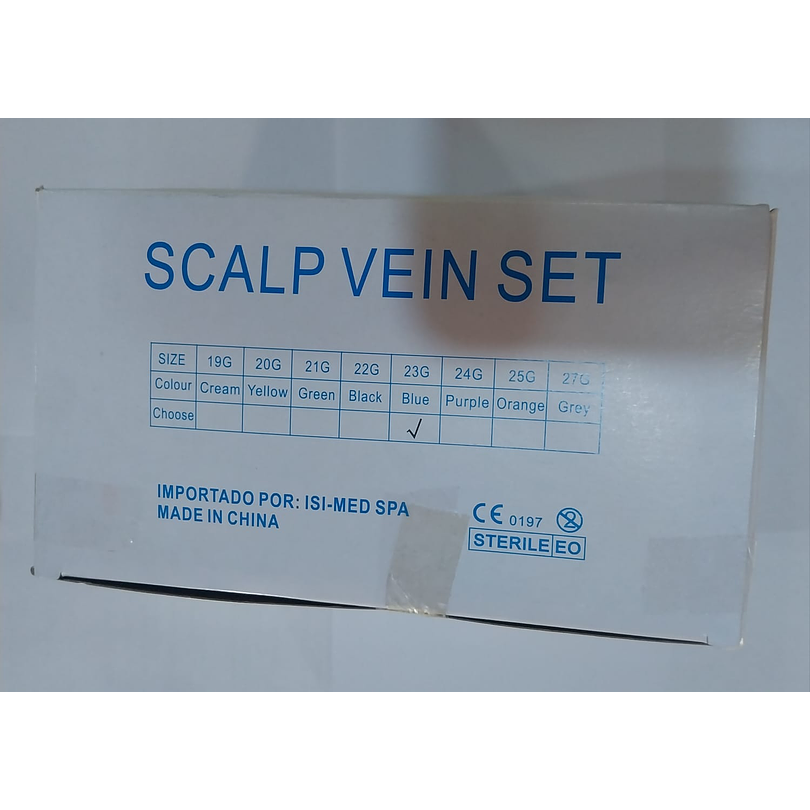 SCALP VEIN SET
SIZE 19G 20G 21G 22G 23G 24G 25G 27G
Colour Cream Yellow Green Black Blue Purple Orange Grey
Choose √
IMPORTADO POR: ISI-MED SPA
MADE IN CHINA
CE 0197 2
STERILE EO